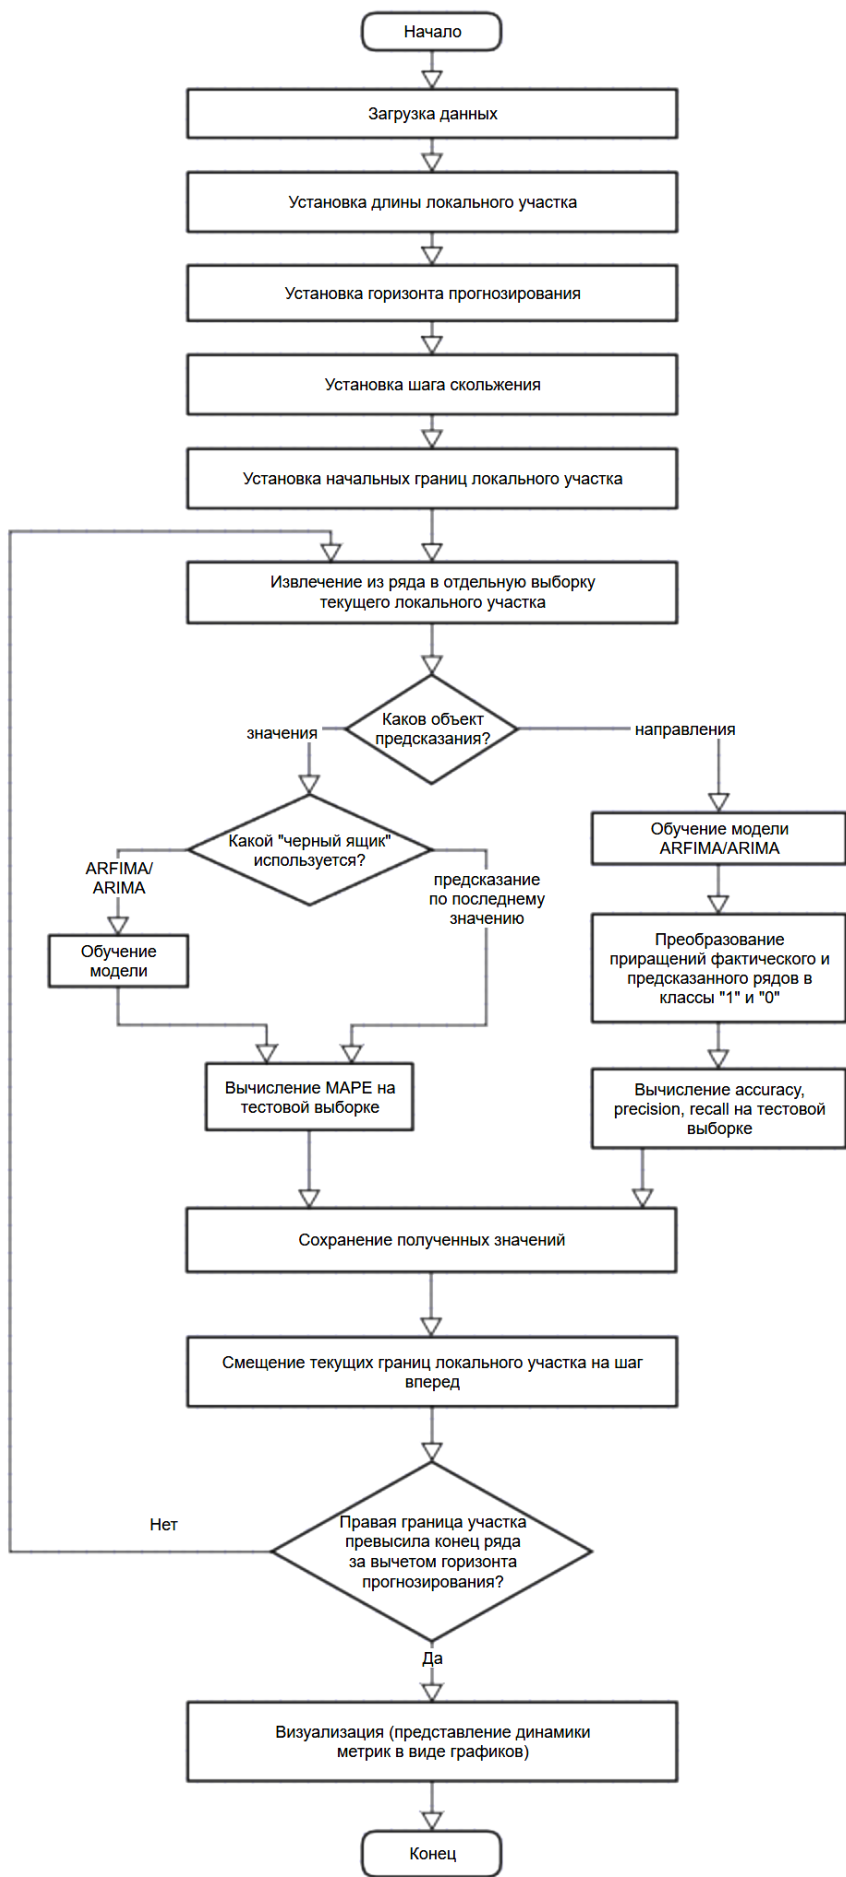 Начало
Загрузка данных
Установка длины локального участка
Установка горизонта прогнозирования
Установка шага скольжения
Установка начальных границ локального участка
Извлечение из ряда в отдельную выборку
текущего локального участка
Каков объект
предсказания?
значения
направления
Какой "черный ящик"
используется?
ARFIMA/
ARIMA
предсказание
по последнему
значению
Обучение
модели
Обучение модели
ARFIMA/ARIMA
Преобразование
приращений фактического и
предсказанного рядов в
классы "1" и "0"
Вычисление MAPE на
тестовой выборке
Вычисление accuracy,
precision, recall на тестовой
выборке
Сохранение полученных значений
Смещение текущих границ локального участка на шаг
вперед
Правая граница участка
превысила конец ряда
за вычетом горизонта
прогнозирования?
Нет
Да
Визуализация (представление динамики
метрик в виде графиков)
Конец